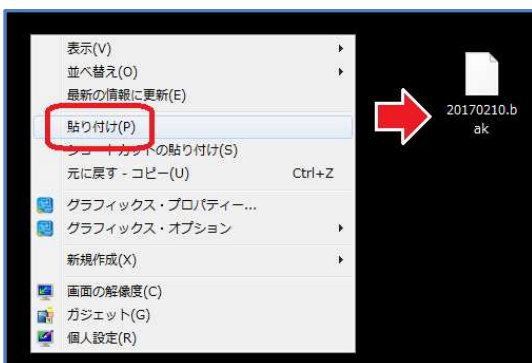 表示(V)
並べ替え(O)
最新の情報に更新(E)
貼り付け(P)
ショートカットの貼り付け(S)
元に戻す - コピー(U) Ctrl+Z
グラフィックス・プロパティー...
グラフィックス・オプション
新規作成(X)
画面の解像度(C)
ガジェット(G)
個人設定(R)
20170210.b
ak